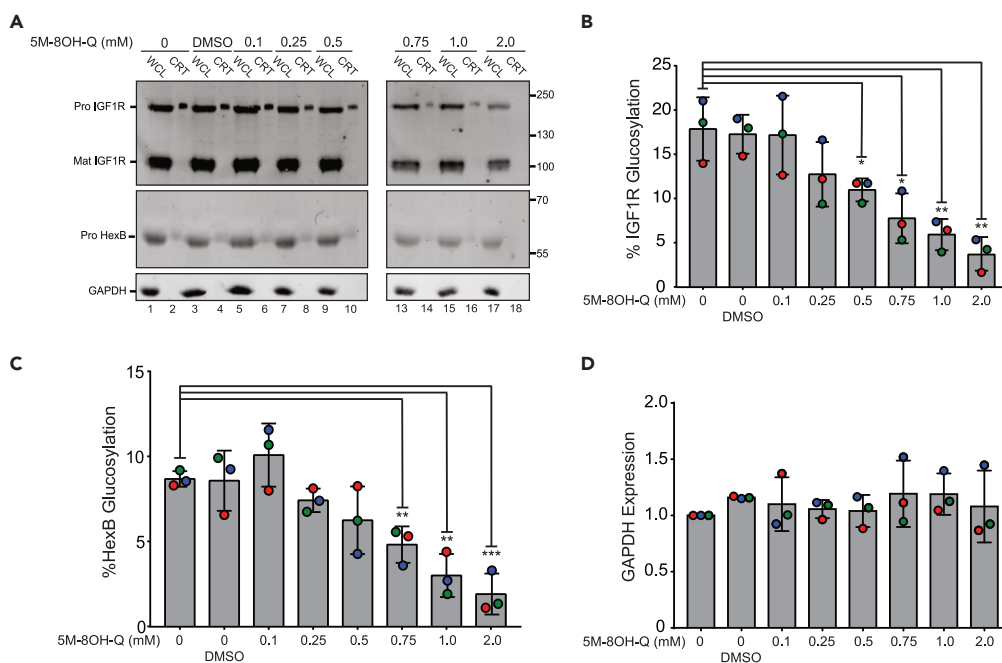 A
5M-8OH-Q (mM) 0 DMSO 0.1 0.25 0.5 0.75 1.0 2.0
WCL CRT WCL CRT WCL CRT WCL CRT WCL CRT WCL CRT WCL CRT WCL CRT
Pro IGF1R
250
130
Mat IGF1R
100
70
Pro HexB
55
GAPDH
1 2 3 4 5 6 7 8 9 10 13 14 15 16 17 18
B
% IGF1R Glucosylation
25
20
15
10
5
0
* * ** **
5M-8OH-Q (mM) 0 0 0.1 0.25 0.5 0.75 1.0 2.0
DMSO
C
%HexB Glucosylation
15
10
5
0
** ** ***
5M-8OH-Q (mM) 0 0 0.1 0.25 0.5 0.75 1.0 2.0
DMSO
D
GAPDH Expression
2.0
1.5
1.0
0.5
0
5M-8OH-Q (mM) 0 0 0.1 0.25 0.5 0.75 1.0 2.0
DMSO